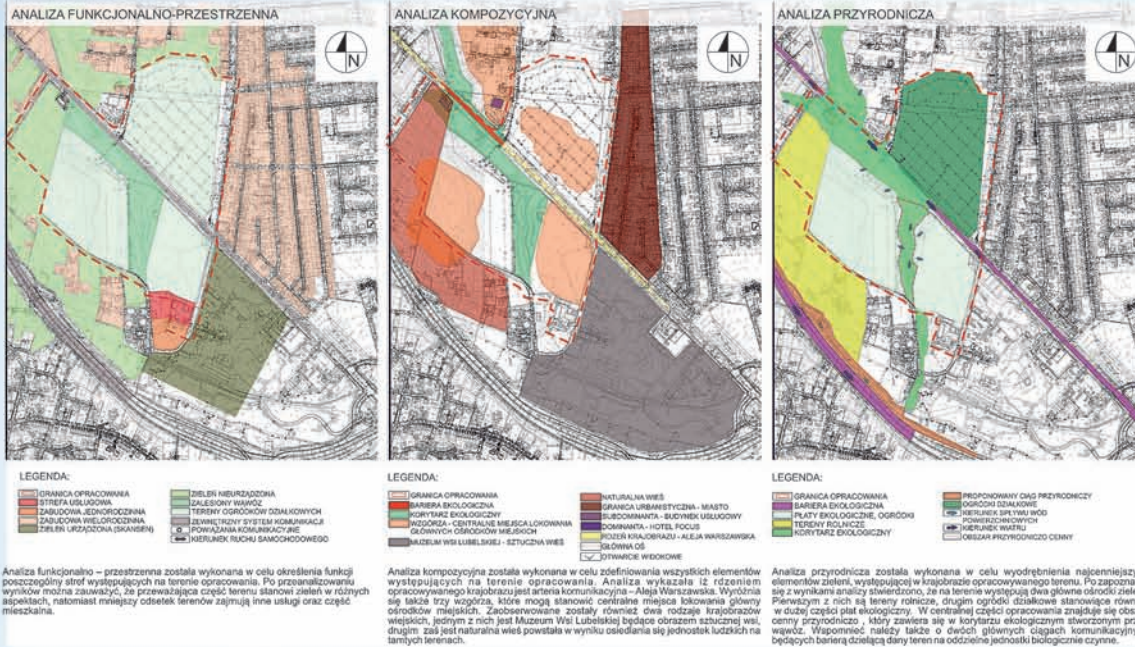 ANALIZA FUNKCJONALNO-PRZESTRZENNA
N
LEGENDA:
GRANICA OPRACOWANIA
STREFA USŁUGOWA
ZABUDOWA JEDNORODZINNA
ZABUDOWA WIELORODZINNA
ZIELEŃ URZĄDZONA (SKANSEN)
ZIELEŃ NIEURZĄDZONA
ZALESIONY WĄWÓZ
TERENY OGRÓDKÓW DZIAŁKOWYCH
ZEWNĘTRZNY SYSTEM KOMUNIKACJI
POWIĄZANIA KOMUNIKACYJNE
KIERUNEK RUCHU SAMOCHODOWEGO
Analiza funkcjonalno – przestrzenna została wykonana w celu określenia funkcji
poszczególny stref występujących na terenie opracowania. Po przeanalizowaniu
wyników można zauważyć, że przeważająca część terenu stanowi zieleń w różnych
aspektach, natomiast mniejszy odsetek terenów zajmują inne usługi oraz część
mieszkalna.
ANALIZA KOMPOZYCYJNA
N
LEGENDA:
GRANICA OPRACOWANIA
BARIERA EKOLOGICZNA
KORYTARZ EKOLOGICZNY
WZGÓRZA - CENTRALNE MIEJSCA LOKOWANIA
GŁÓWNYCH OŚRODKÓW MIEJSKICH
MUZEUM WSI LUBELSKIEJ - SZTUCZNA WIEŚ
NATURALNA WIEŚ
GRANICA URBANISTYCZNA - MIASTO
SUBDOMINANTA - BUDYNEK USŁUGOWY
DOMINANTA - HOTEL FOCUS
RDZEŃ KRAJOBRAZU - ALEJA WARSZAWSKA
GŁÓWNA OŚ
OTWARCIE WIDOKOWE
Analiza kompozycyjna została wykonana w celu zdefiniowania wszystkich elementów
występujących na terenie opracowania. Analiza wykazała iż rdzeniem
opracowywanego krajobrazu jest arteria komunikacyjna – Aleja Warszawska. Wyróżnia
się także trzy wzgórza, które mogą stanowić centralne miejsca lokowania główny
ośrodków miejskich. Zaobserwowane zostały również dwa rodzaje krajobrazów
wiejskich, jednym z nich jest Muzeum Wsi Lubelskiej będące obrazem sztucznej wsi,
drugim zaś jest naturalna wieś powstała w wyniku osiedlania się jednostek ludzkich na
tamtych terenach.
ANALIZA PRZYRODNICZA
N
LEGENDA:
GRANICA OPRACOWANIA
BARIERA EKOLOGICZNA
PŁATY EKOLOGICZNE, OGRÓDKI
TERENY ROLNICZE
KORYTARZ EKOLOGICZNY
PROPONOWANY CIĄG PRZYRODNICZY
OGRÓDKI DZIAŁKOWE
KIERUNEK SPŁYWU WÓD
POWIERZCHNIOWYCH
KIERUNEK WIATRU
OBSZAR PRZYRODNICZO CENNY
Analiza przyrodnicza została wykonana w celu wyodrębnienia najcenniejszy
elementów zieleni, występującej w krajobrazie opracowywanego terenu. Po zapozna
się z wynikami analizy stwierdzono, że na terenie występują dwa główne ośrodki ziele
Pierwszym z nich są tereny rolnicze, drugim ogródki działkowe stanowiące równ
w dużej części płat ekologiczny. W centralnej części opracowania znajduje się obs
cenny przyrodniczo , który zawiera się w korytarzu ekologicznym stworzonym prz
wąwóz. Wspomnieć należy także o dwóch głównych ciągach komunikacyjny
będących barierą dzielącą dany teren na oddzielne jednostki biologicznie czynne.